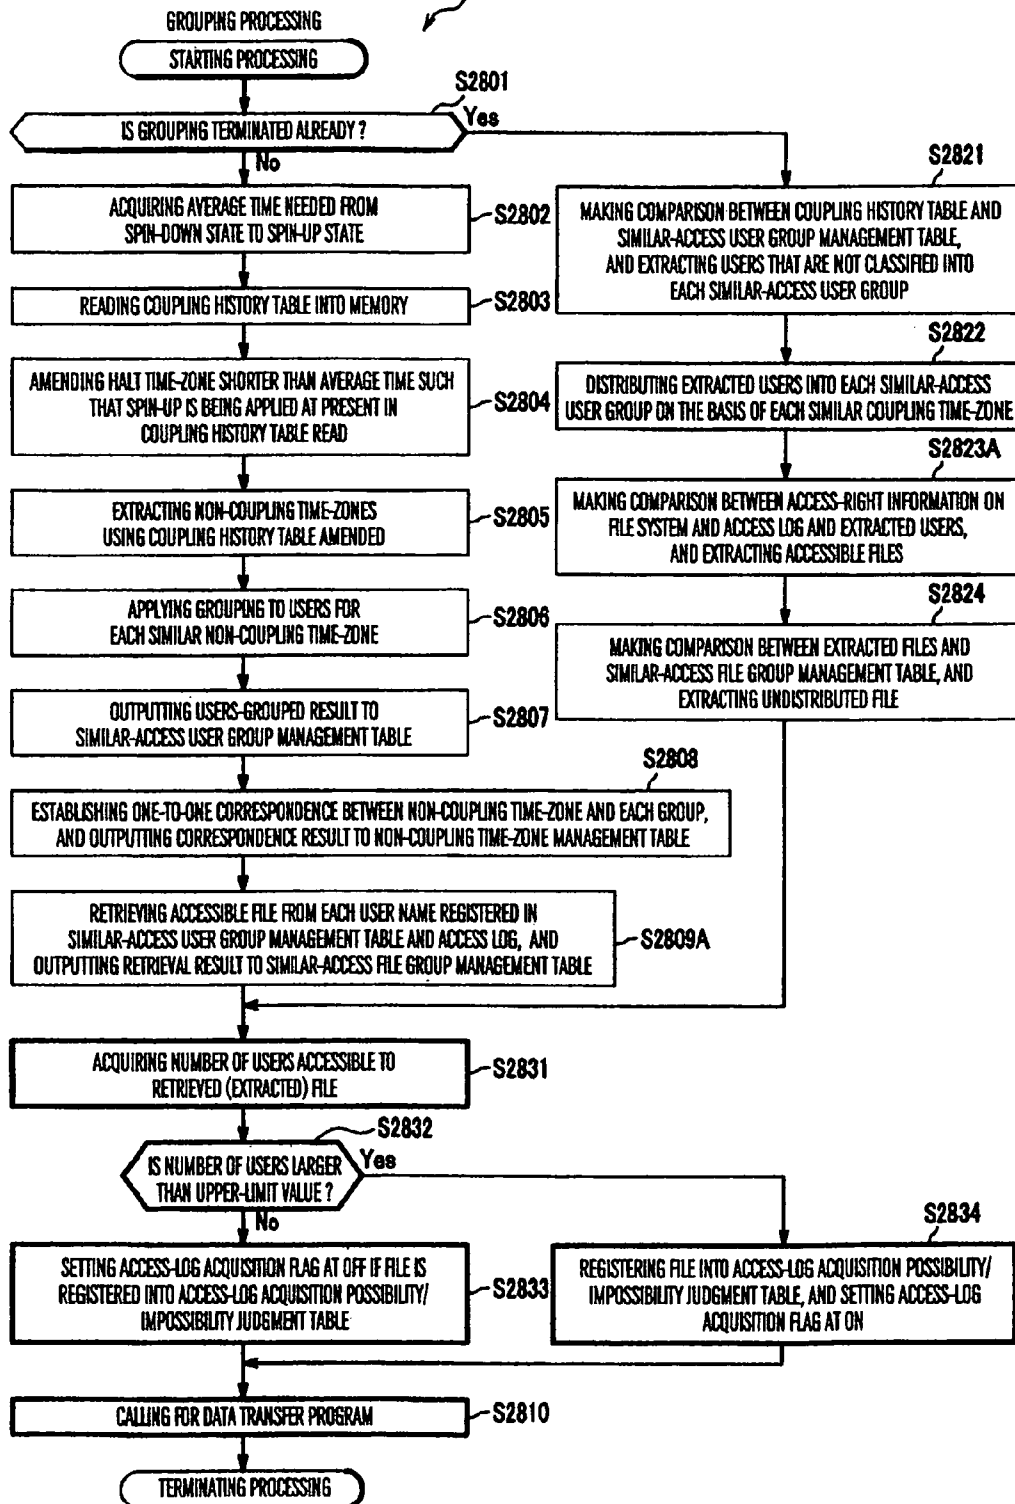 GROUPING PROCESSING
STARTING PROCESSING
S2801
IS GROUPING TERMINATED ALREADY ?
Yes
No
ACQUIRING AVERAGE TIME NEEDED FROM
SPIN-DOWN STATE TO SPIN-UP STATE
S2802
READING COUPLING HISTORY TABLE INTO MEMORY
S2803
AMENDING HALT TIME-ZONE SHORTER THAN AVERAGE TIME SUCH
THAT SPIN-UP IS BEING APPLIED AT PRESENT IN
COUPLING HISTORY TABLE READ
S2804
EXTRACTING NON-COUPLING TIME-ZONES
USING COUPLING HISTORY TABLE AMENDED
S2805
APPLYING GROUPING TO USERS FOR
EACH SIMILAR NON-COUPLING TIME-ZONE
S2806
OUTPUTTING USERS-GROUPED RESULT TO
SIMILAR-ACCESS USER GROUP MANAGEMENT TABLE
S2807
S2808
ESTABLISHING ONE-TO-ONE CORRESPONDENCE BETWEEN NON-COUPLING TIME-ZONE AND EACH GROUP,
AND OUTPUTTING CORRESPONDENCE RESULT TO NON-COUPLING TIME-ZONE MANAGEMENT TABLE
RETRIEVING ACCESSIBLE FILE FROM EACH USER NAME REGISTERED IN
SIMILAR-ACCESS USER GROUP MANAGEMENT TABLE AND ACCESS LOG, AND
OUTPUTTING RETRIEVAL RESULT TO SIMILAR-ACCESS FILE GROUP MANAGEMENT TABLE
S2809A
S2821
MAKING COMPARISON BETWEEN COUPLING HISTORY TABLE AND
SIMILAR-ACCESS USER GROUP MANAGEMENT TABLE,
AND EXTRACTING USERS THAT ARE NOT CLASSIFIED INTO
EACH SIMILAR-ACCESS USER GROUP
S2822
DISTRIBUTING EXTRACTED USERS INTO EACH SIMILAR-ACCESS
USER GROUP ON THE BASIS OF EACH SIMILAR COUPLING TIME-ZONE
S2823A
MAKING COMPARISON BETWEEN ACCESS-RIGHT INFORMATION ON
FILE SYSTEM AND ACCESS LOG AND EXTRACTED USERS,
AND EXTRACTING ACCESSIBLE FILES
S2824
MAKING COMPARISON BETWEEN EXTRACTED FILES AND
SIMILAR-ACCESS FILE GROUP MANAGEMENT TABLE, AND
EXTRACTING UNDISTRIBUTED FILE
ACQUIRING NUMBER OF USERS ACCESSIBLE TO
RETRIEVED (EXTRACTED) FILE
S2831
S2832
IS NUMBER OF USERS LARGER
THAN UPPER-LIMIT VALUE ?
Yes
No
SETTING ACCESS-LOG ACQUISITION FLAG AT OFF IF FILE IS
REGISTERED INTO ACCESS-LOG ACQUISITION POSSIBILITY/
IMPOSSIBILITY JUDGMENT TABLE
S2833
S2834
REGISTERING FILE INTO ACCESS-LOG ACQUISITION POSSIBILITY/
IMPOSSIBILITY JUDGMENT TABLE, AND SETTING ACCESS-LOG
ACQUISITION FLAG AT ON
CALLING FOR DATA TRANSFER PROGRAM
S2810
TERMINATING PROCESSING